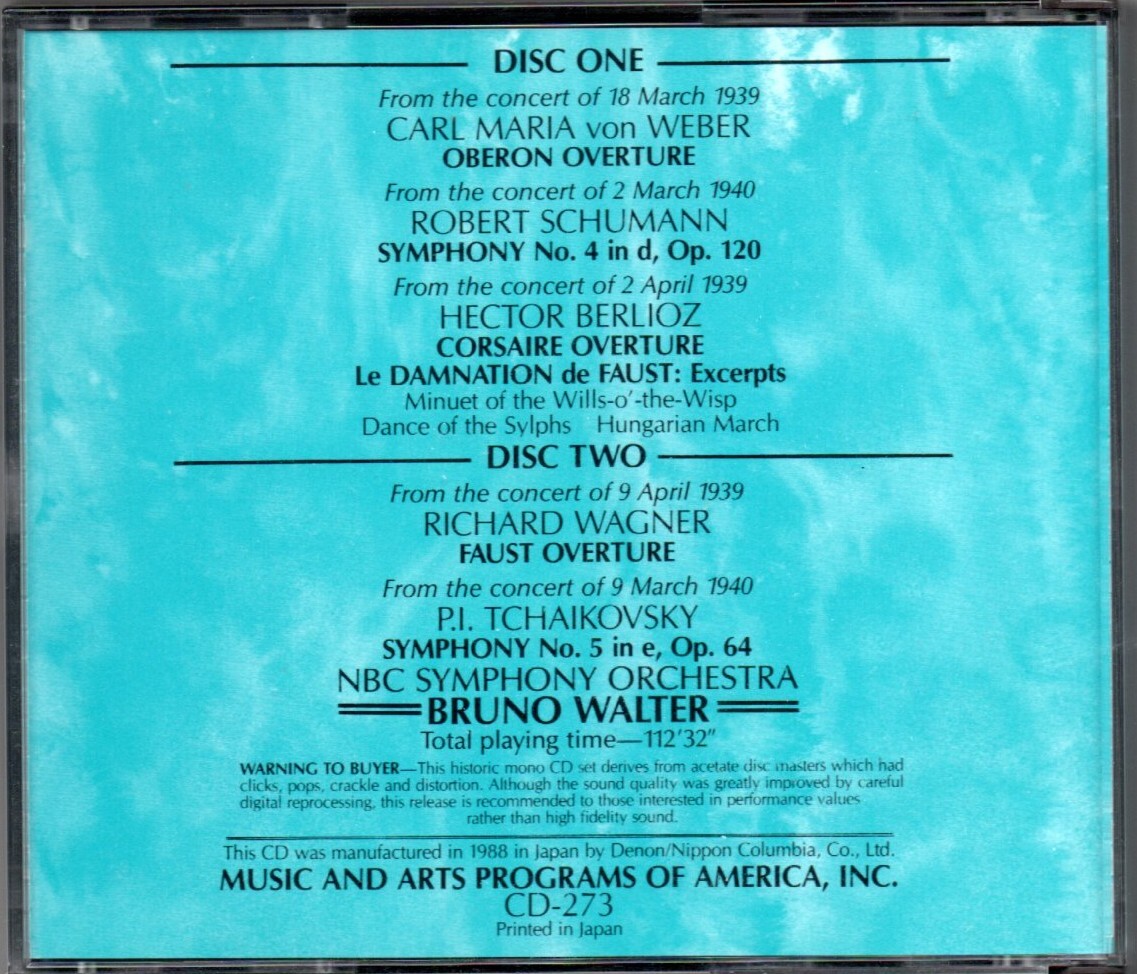 DISC ONE
From the concert of 18 March 1939
CARL MARIA von WEBER
OBERON OVERTURE
From the concert of 2 March 1940
ROBERT SCHUMANN
SYMPHONY No. 4 in d, Op. 120
From the concert of 2 April 1939
HECTOR BERLIOZ
CORSAIRE OVERTURE
Le DAMNATION de FAUST: Excerpts
Minuet of the Wills-o'-the-Wisp
Dance of the Sylphs Hungarian March
DISC TWO
From the concert of 9 April 1939
RICHARD WAGNER
FAUST OVERTURE
From the concert of 9 March 1940
P.I. TCHAIKOVSKY
SYMPHONY No. 5 in e, Op. 64
NBC SYMPHONY ORCHESTRA
BRUNO WALTER
Total playing time—112'32"
WARNING TO BUYER—This historic mono CD set derives from acetate disc masters which had
clicks, pops, crackle and distortion. Although the sound quality was greatly improved by careful
digital reprocessing, this release is recommended to those interested in performance values
rather than high fidelity sound.
This CD was manufactured in 1988 in Japan by Denon/Nippon Columbia, Co., Ltd.
MUSIC AND ARTS PROGRAMS OF AMERICA, INC.
CD-273
Printed in Japan